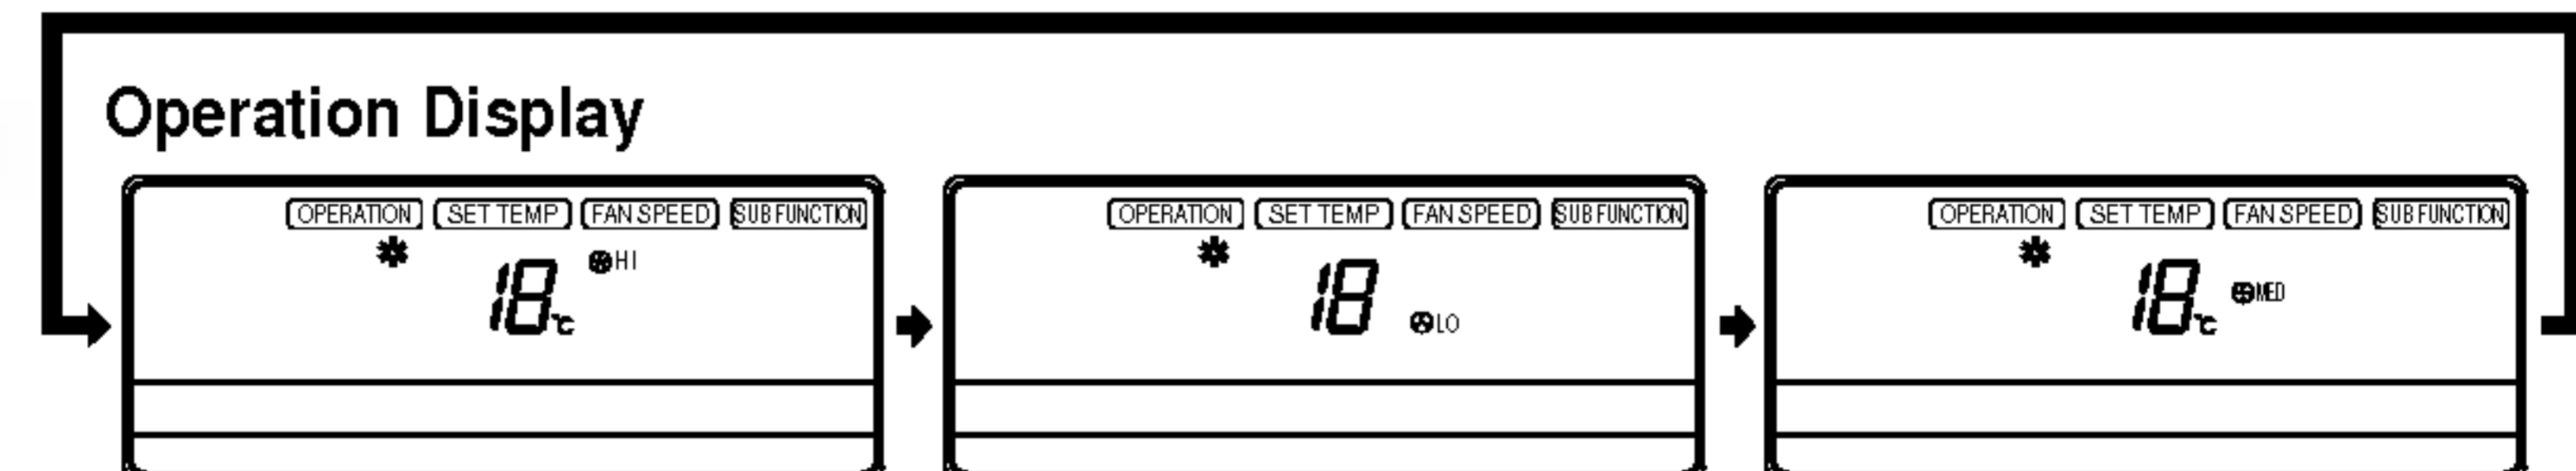 Operation Display
OPERATION SET TEMP FAN SPEED SUB FUNCTION
HI
18°C
OPERATION SET TEMP FAN SPEED SUB FUNCTION
18
LO
OPERATION SET TEMP FAN SPEED SUB FUNCTION
18°C
MED